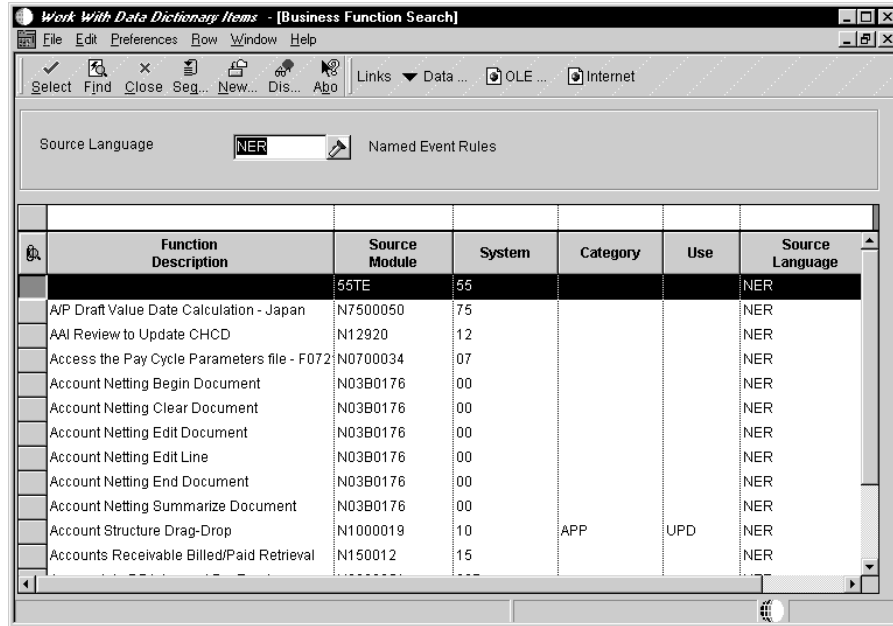 Work With Data Dictionary Items - [Business Function Search]
File Edit Preferences Row Window Help
Select Find Close Seq... New... Dis... Abo Links Data ... OLE ... Internet
Source Language NER Named Event Rules
Function Description Source Module System Category Use Source Language
55TE 55 NER
A/P Draft Value Date Calculation - Japan N7500050 75 NER
AAI Review to Update CHCD N12920 12 NER
Access the Pay Cycle Parameters file - F072 N0700034 07 NER
Account Netting Begin Document N03B0176 00 NER
Account Netting Clear Document N03B0176 00 NER
Account Netting Edit Document N03B0176 00 NER
Account Netting Edit Line N03B0176 00 NER
Account Netting End Document N03B0176 00 NER
Account Netting Summarize Document N03B0176 00 NER
Account Structure Drag-Drop N1000019 10 APP UPD NER
Accounts Receivable Billed/Paid Retrieval N150012 15 NER